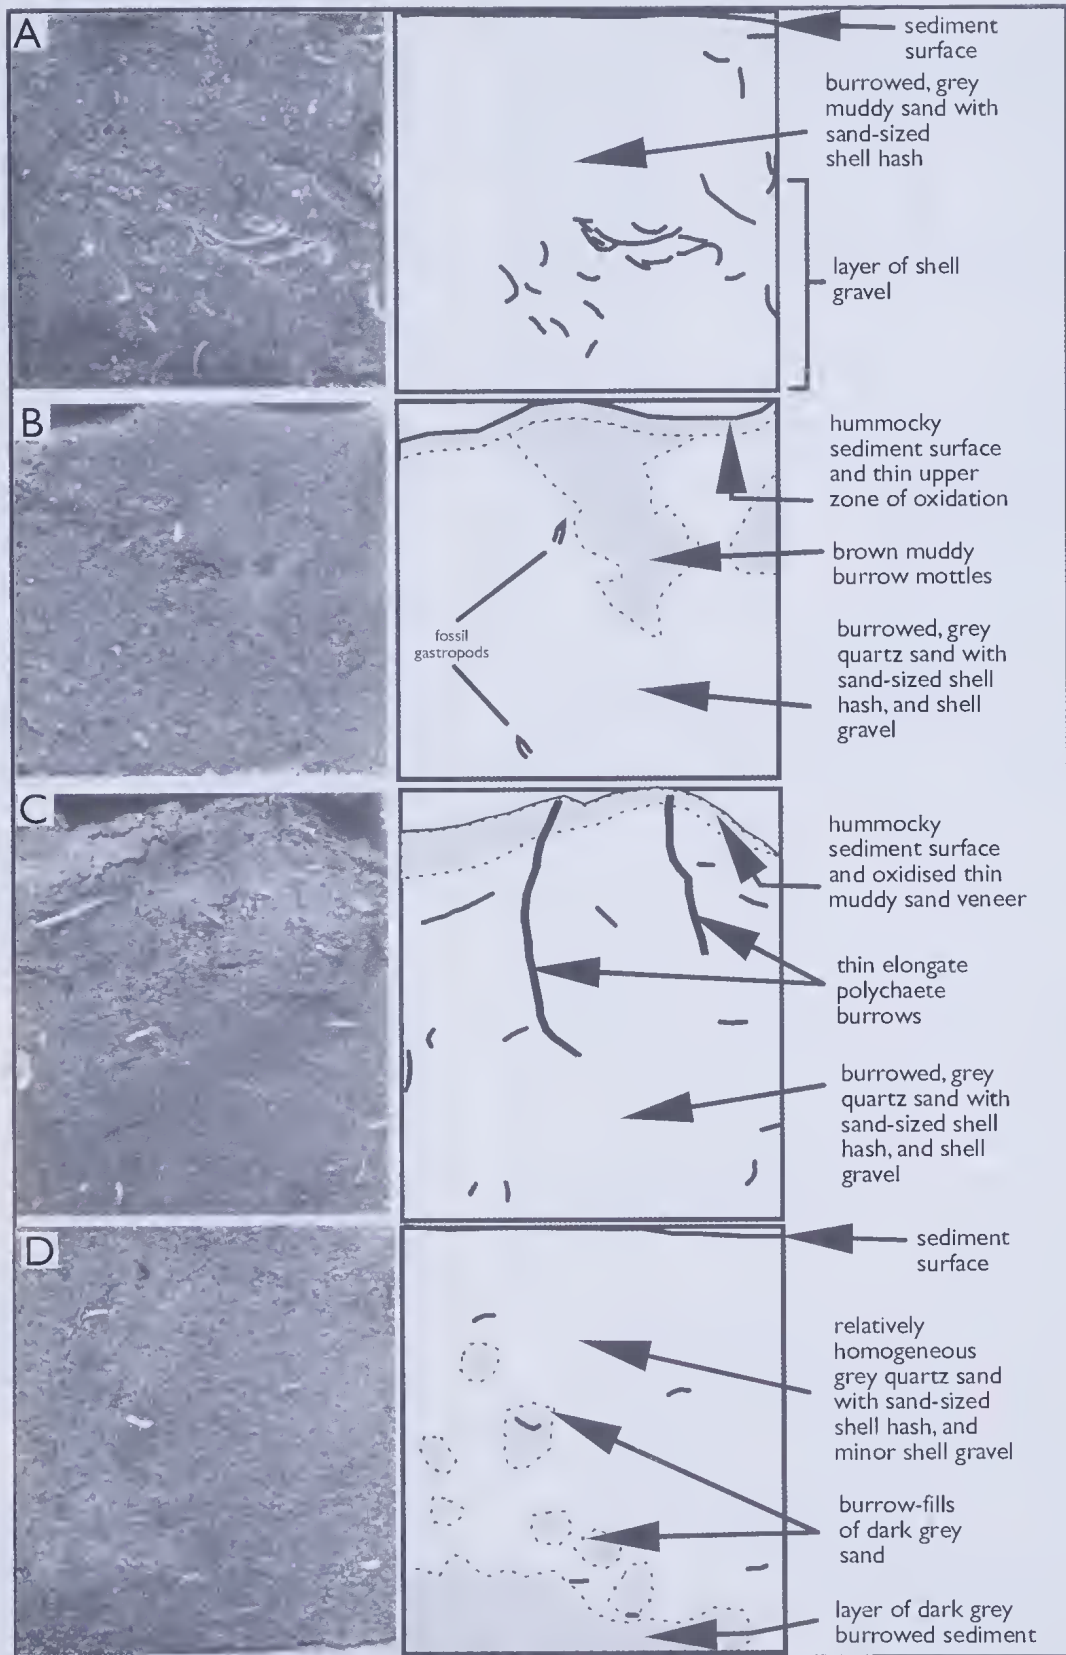 A
sediment
surface
burrowed, grey
muddy sand with
sand-sized
shell hash
layer of shell
gravel
B
hummocky
sediment surface
and thin upper
zone of oxidation
brown muddy
burrow mottles
fossil
gastropods
burrowed, grey
quartz sand with
sand-sized shell
hash, and shell
gravel
C
hummocky
sediment surface
and oxidised thin
muddy sand veneer
thin elongate
polychaete
burrows
burrowed, grey
quartz sand with
sand-sized shell
hash, and shell
gravel
D
sediment
surface
relatively
homogeneous
grey quartz sand
with sand-sized
shell hash, and
minor shell gravel
burrow-fills
of dark grey
sand
layer of dark grey
burrowed sediment